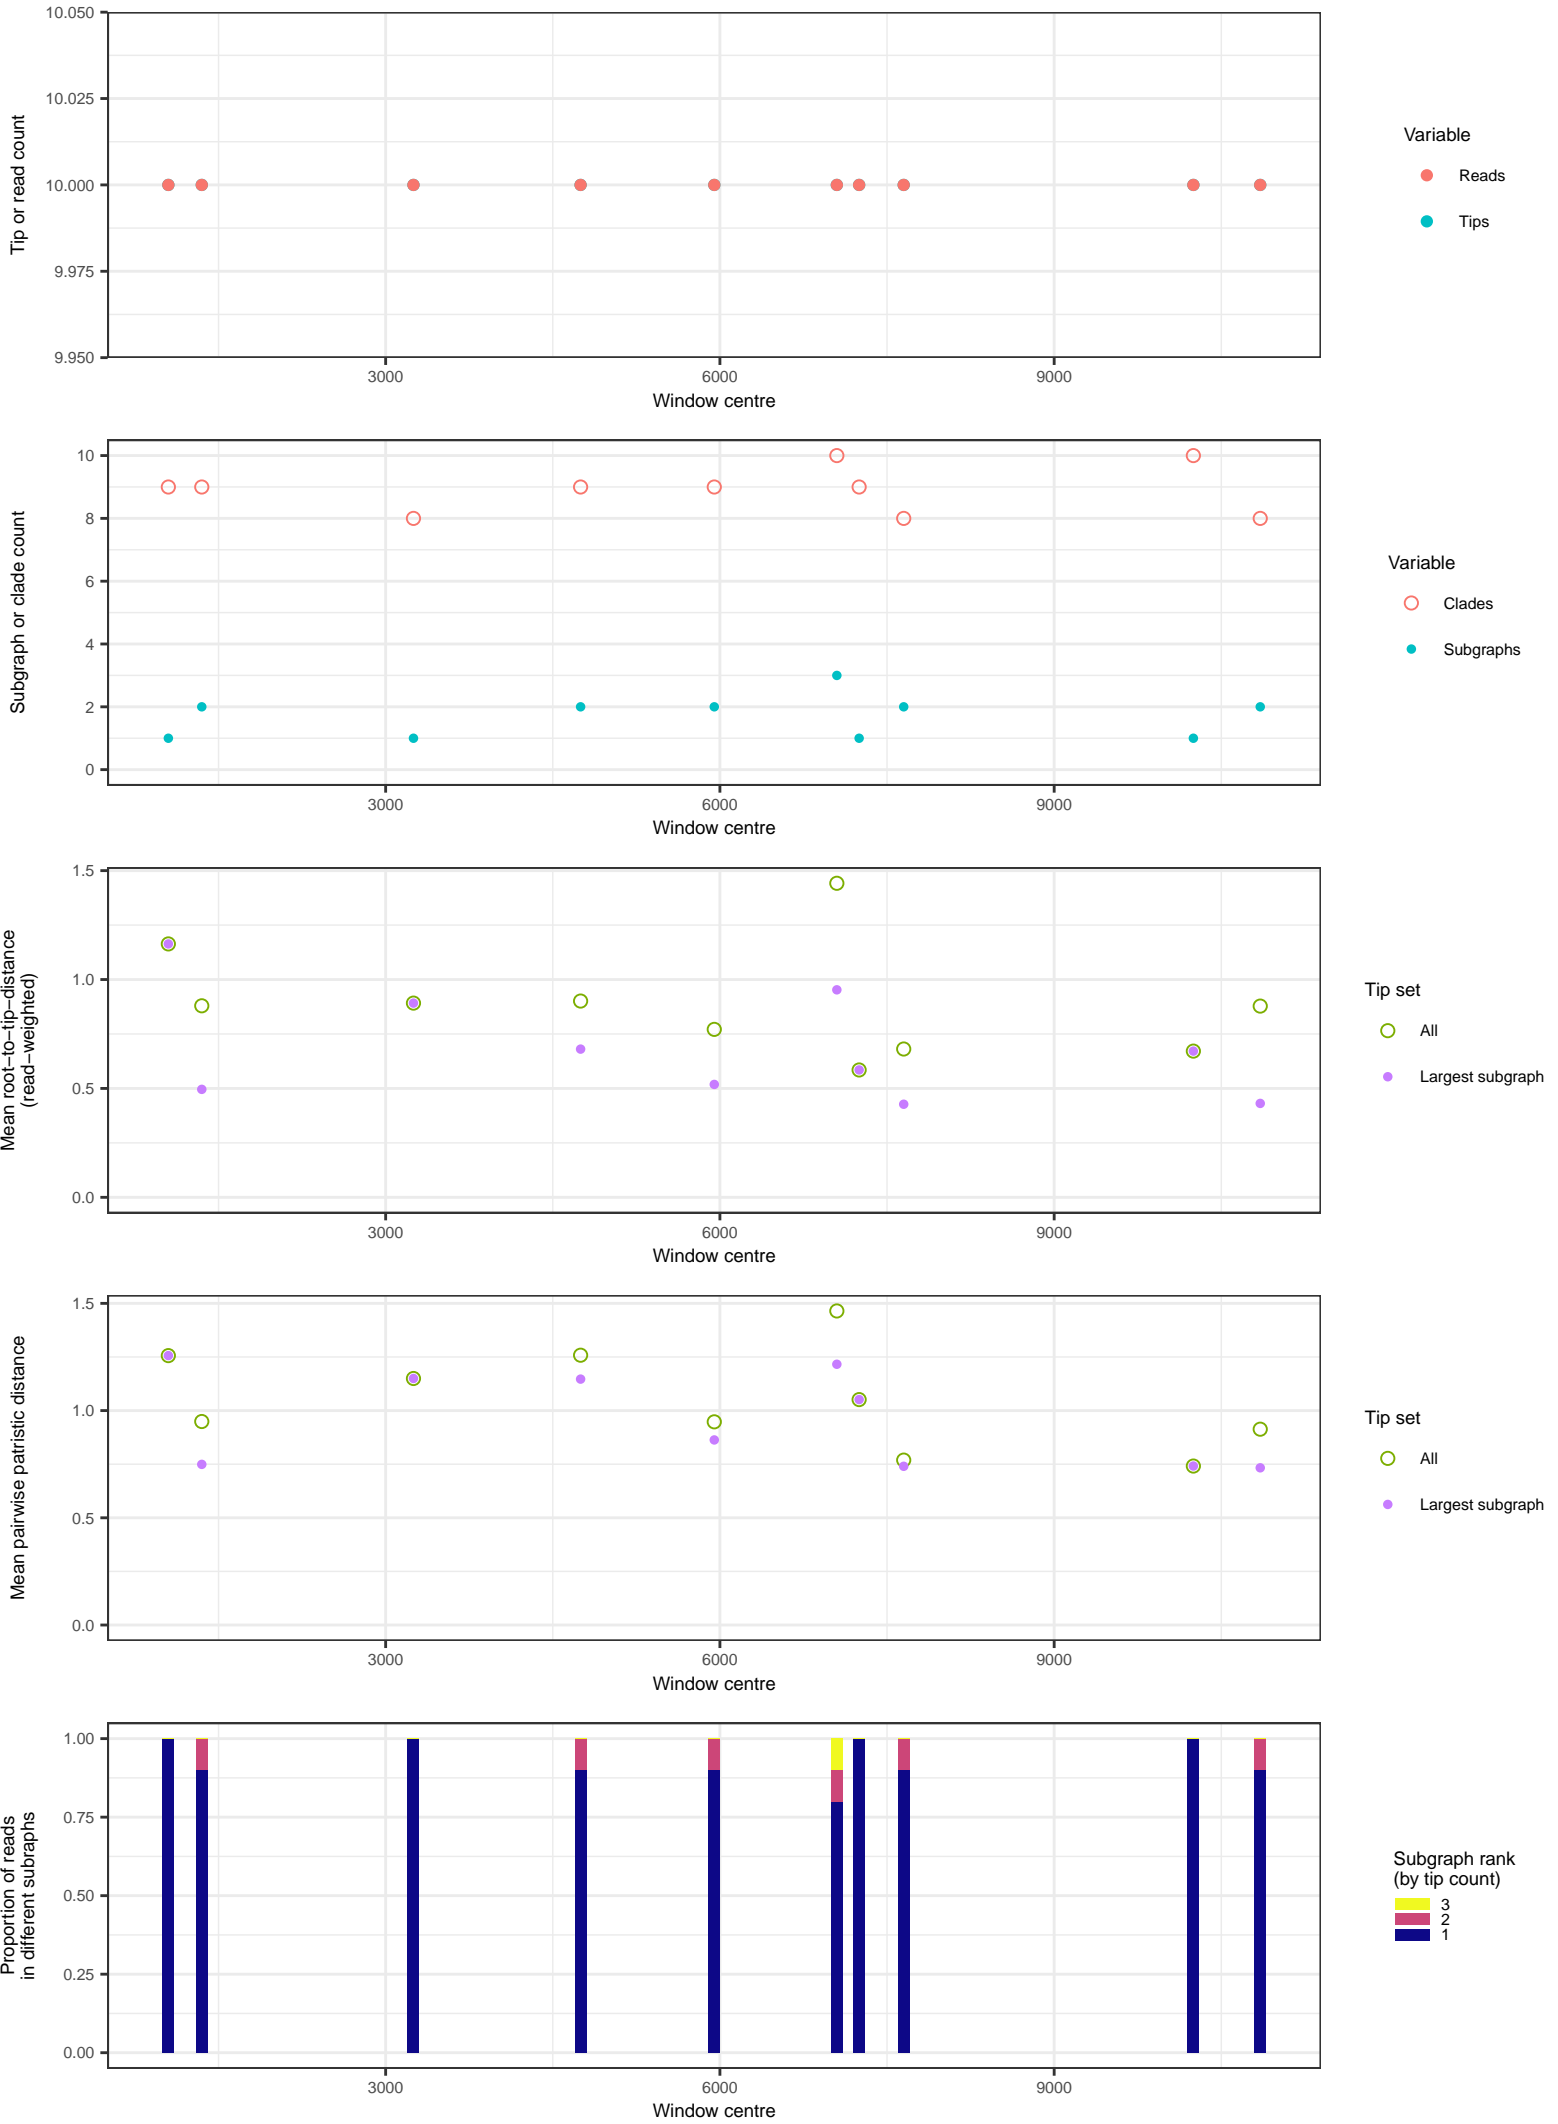 10.050
10.025
10.000
9.975
9.950
Tip or read count
3000
6000
9000
Window centre
Variable
Reads
Tips
10
8
6
4
2
0
Subgraph or clade count
3000
6000
9000
Window centre
Variable
Clades
Subgraphs
1.5
1.0
0.5
0.0
Mean root−to−tip−distance
(read−weighted)
3000
6000
9000
Window centre
Tip set
All
Largest subgraph
1.5
1.0
0.5
0.0
Mean pairwise patristic distance
3000
6000
9000
Window centre
Tip set
All
Largest subgraph
1.00
0.75
0.50
0.25
0.00
Proportion of reads
in different subraphs
3000
6000
9000
Window centre
Subgraph rank
(by tip count)
3
2
1